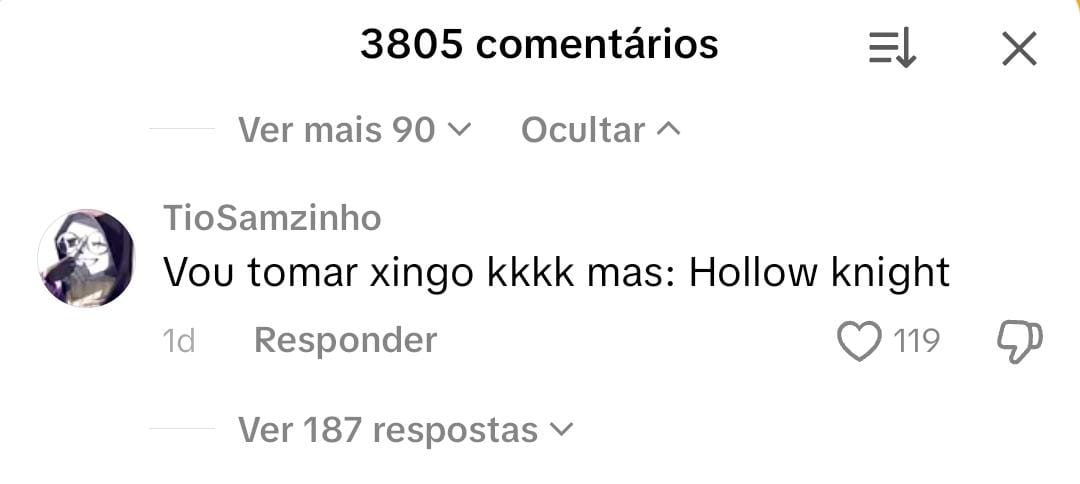 3805 comentários
Ver mais 90 Ocultar
TioSamzinho
Vou tomar xingo kkkk mas: Hollow knight
1d Responder 119
Ver 187 respostas